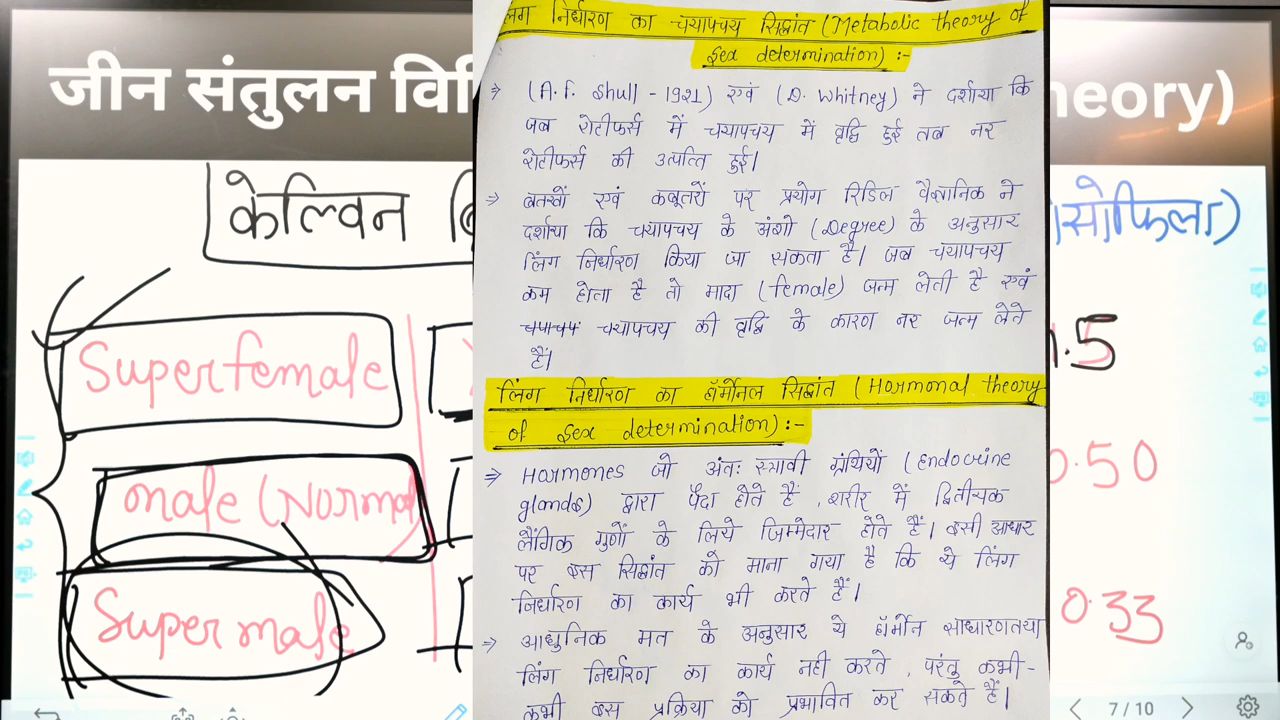 जीन संतुलन
eory)
केल्विन
सोफिला)
Superfemale
1.5
male (Normal
0.50
Super male
0.33
7/10
लिंग निर्धारण का चयापचय सिद्धांत (Metabolic theory of
sex determination) :-
⇒ (A.F. Shull - 1921) एवं (D. Whitney) ने दर्शाया कि
जब रोटीफर्स में चयापचय में वृद्धि हुई तब नर
रोटीफर्स की उत्पत्ति हुई।
⇒ बतखों एवं कबूतरों पर प्रयोग रिडिल वैज्ञानिक ने
दर्शाया कि चयापचय के अंशो (Degree) के अनुसार
लिंग निर्धारण किया जा सकता है। जब चयापचय
कम होता है तो मादा (female) जन्म लेती है एवं
चयापचय की वृद्धि के कारण नर जन्म लेते
हैं।
लिंग निर्धारण का हॉर्मोनल सिद्धांत (Hormonal theory
of sex determination) :-
⇒ Hormones जो अंतः स्त्रावी ग्रंथियों (Endocrine
glands) द्वारा पैदा होते हैं, शरीर में द्वितीयक
लैंगिक गुणों के लिये जिम्मेदार होते हैं। इसी आधार
पर इस सिद्धांत को माना गया है कि ये लिंग
निर्धारण का कार्य भी करते हैं।
⇒ आधुनिक मत के अनुसार ये हॉर्मोन साधारणतया
लिंग निर्धारण का कार्य नही करते, परंतु कभी-
कभी इस प्रक्रिया को प्रभावित कर सकते हैं।